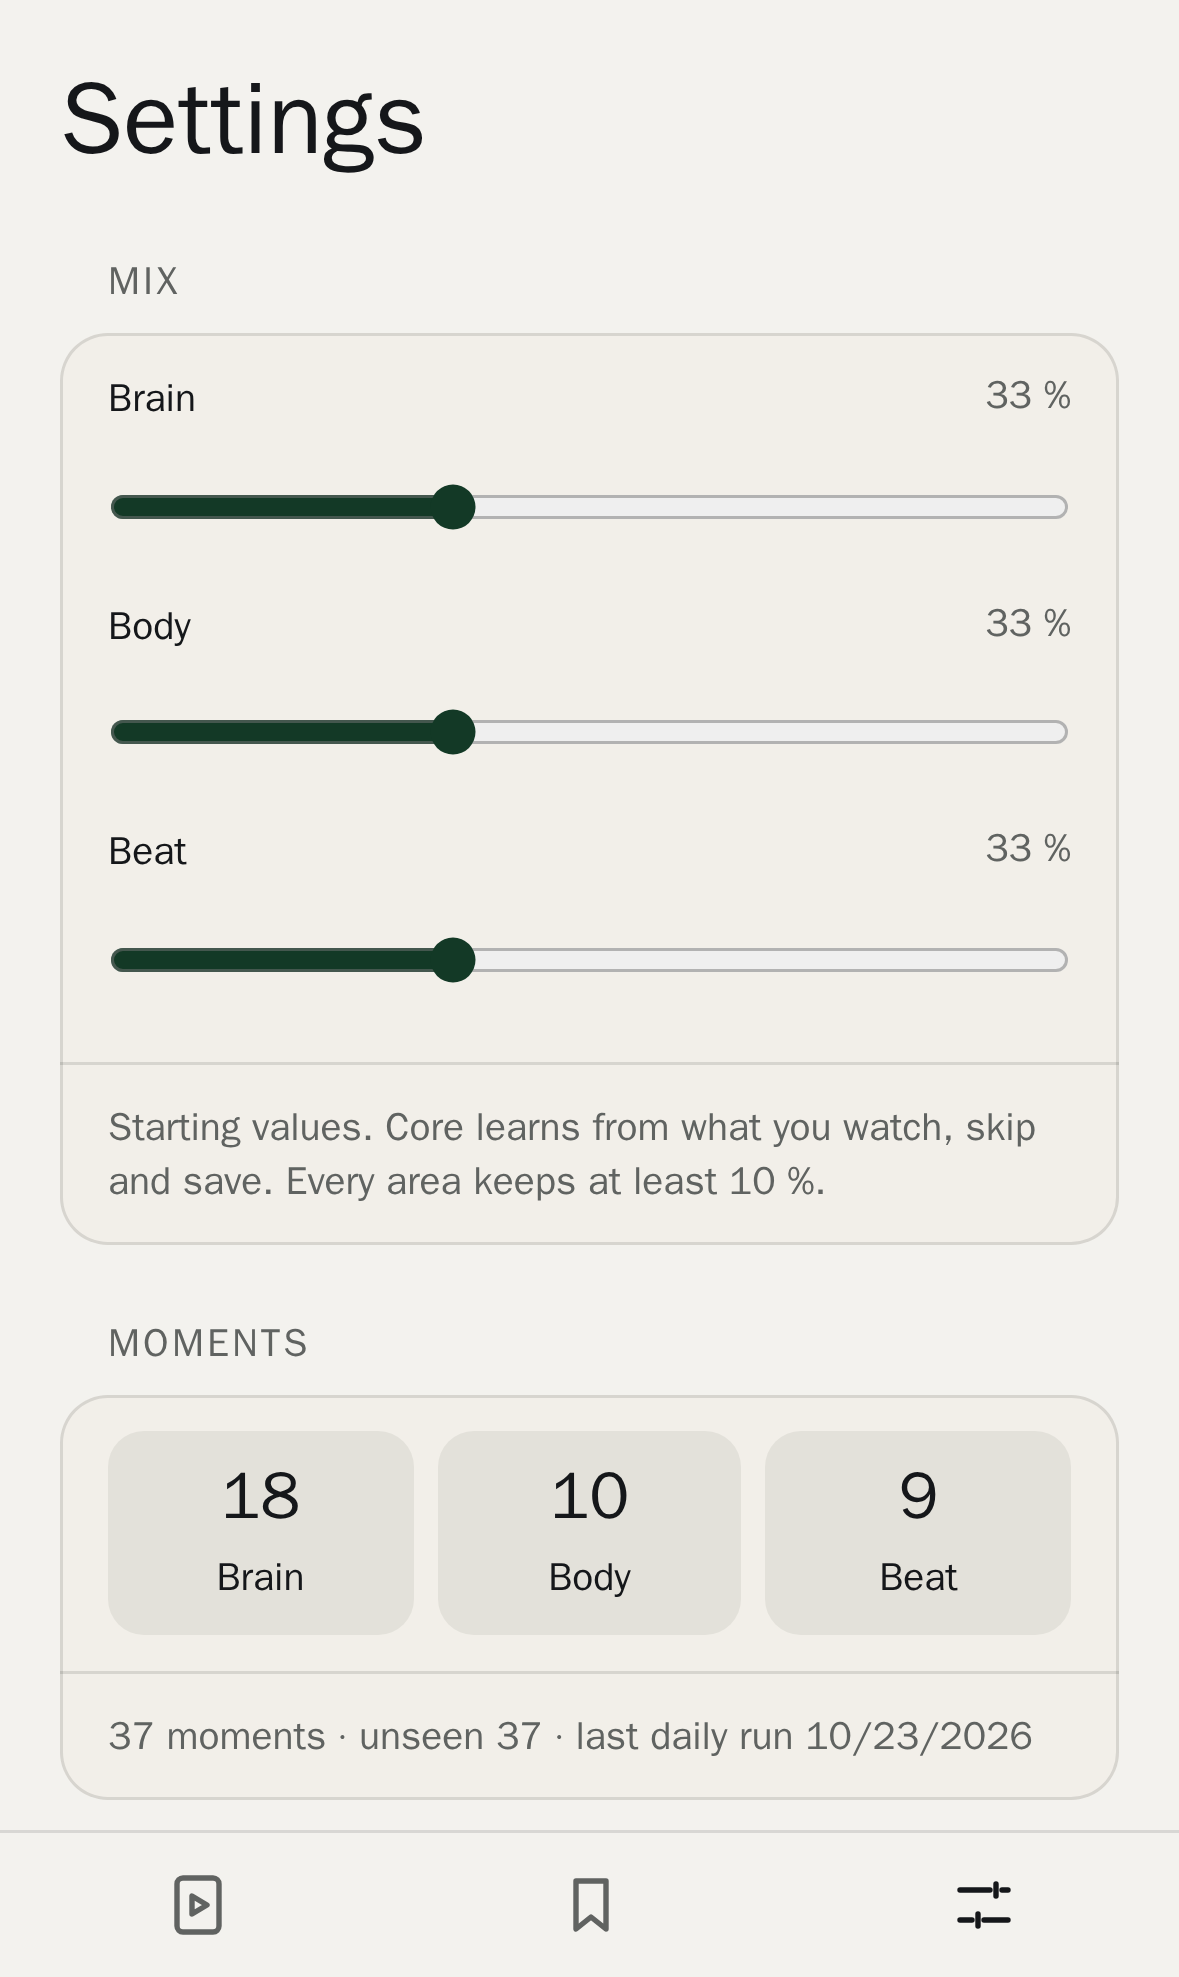 Settings
MIX
Brain 33 %
Body 33 %
Beat 33 %
Starting values. Core learns from what you watch, skip
and save. Every area keeps at least 10 %.
MOMENTS
18 10 9
Brain Body Beat
37 moments · unseen 37 · last daily run 10/23/2026